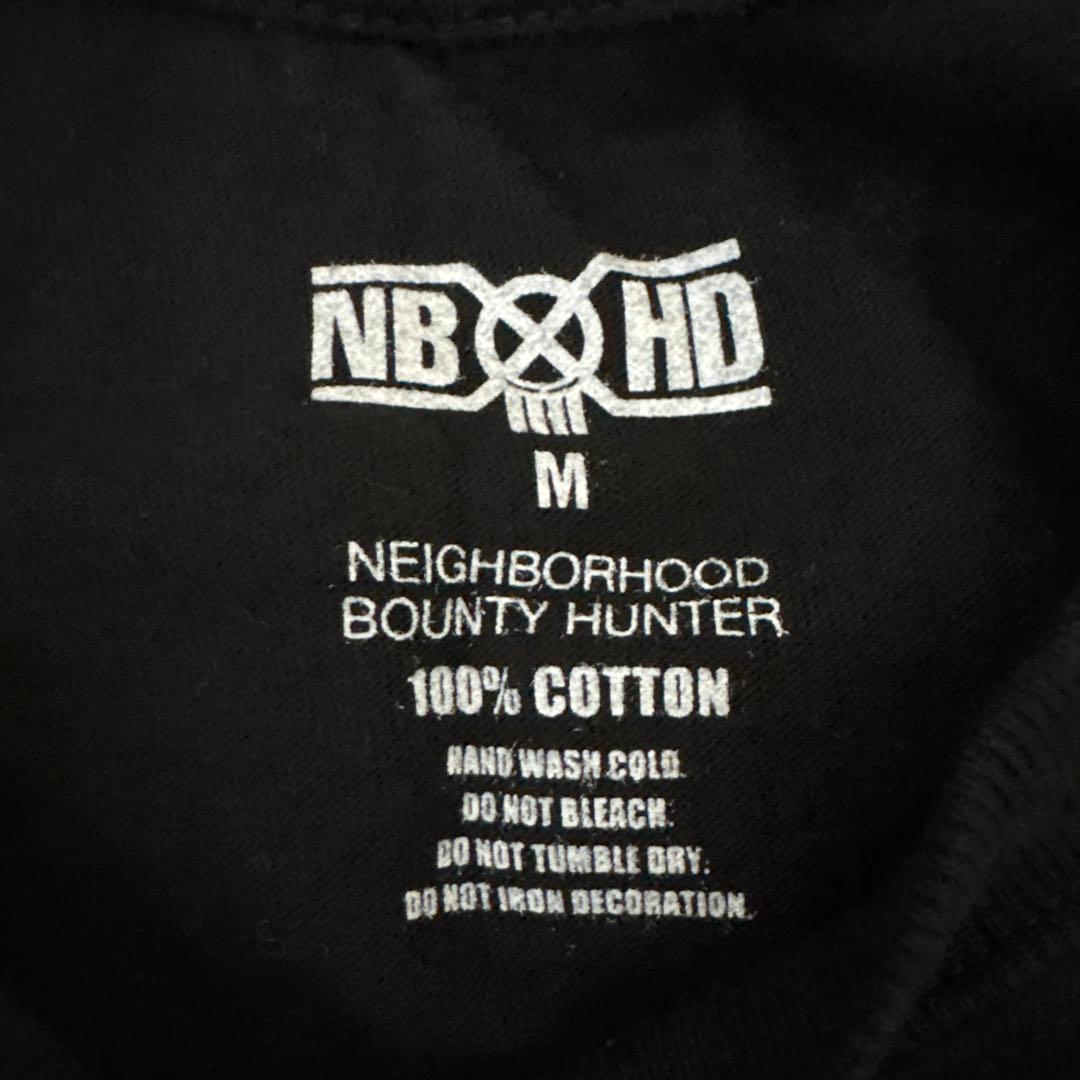 NB HD
M
NEIGHBORHOOD
BOUNTY HUNTER
100% COTTON
HAND WASH COLD.
DO NOT BLEACH.
DO NOT TUMBLE DRY.
DO NOT IRON DECORATION.